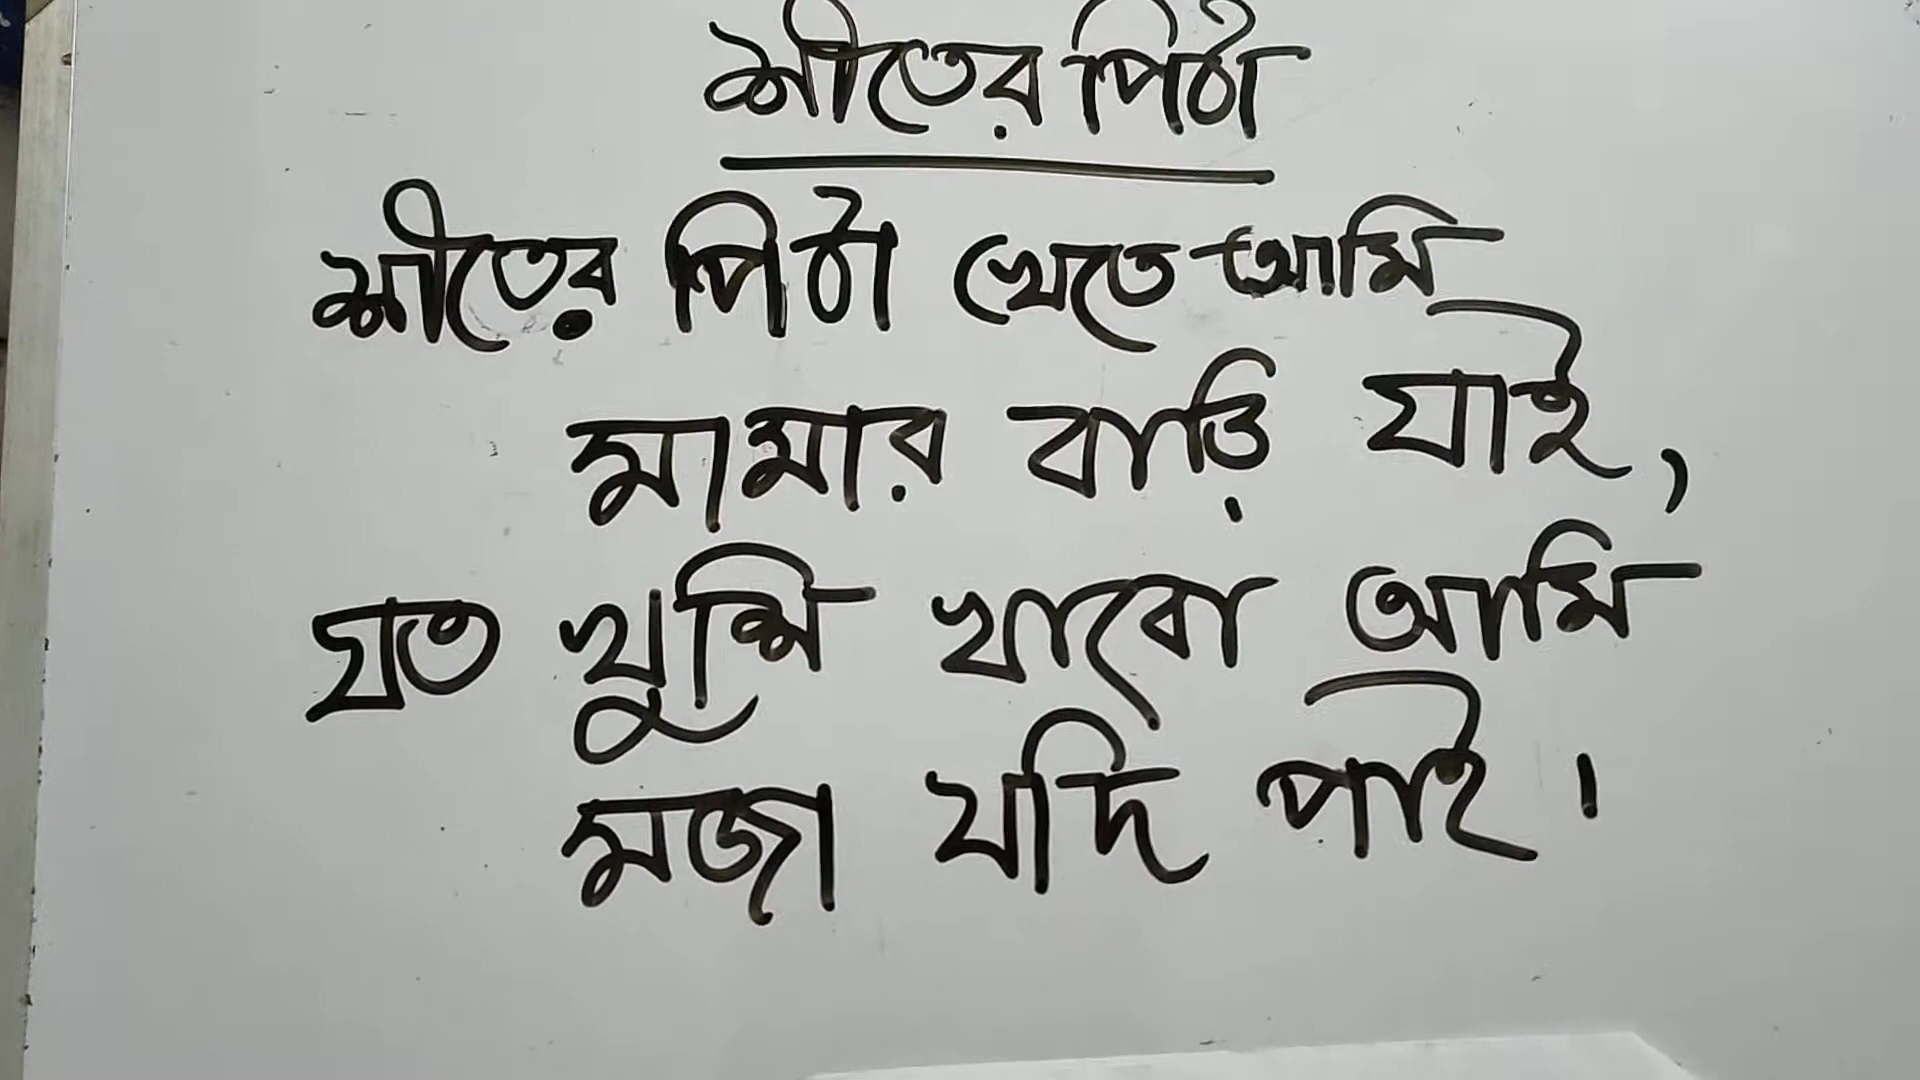 শীতের পিঠা
শীতের পিঠা খেতে আমি
মামার বাড়ি যাই,
যত খুশি খাবো আমি
মজা যদি পাই।